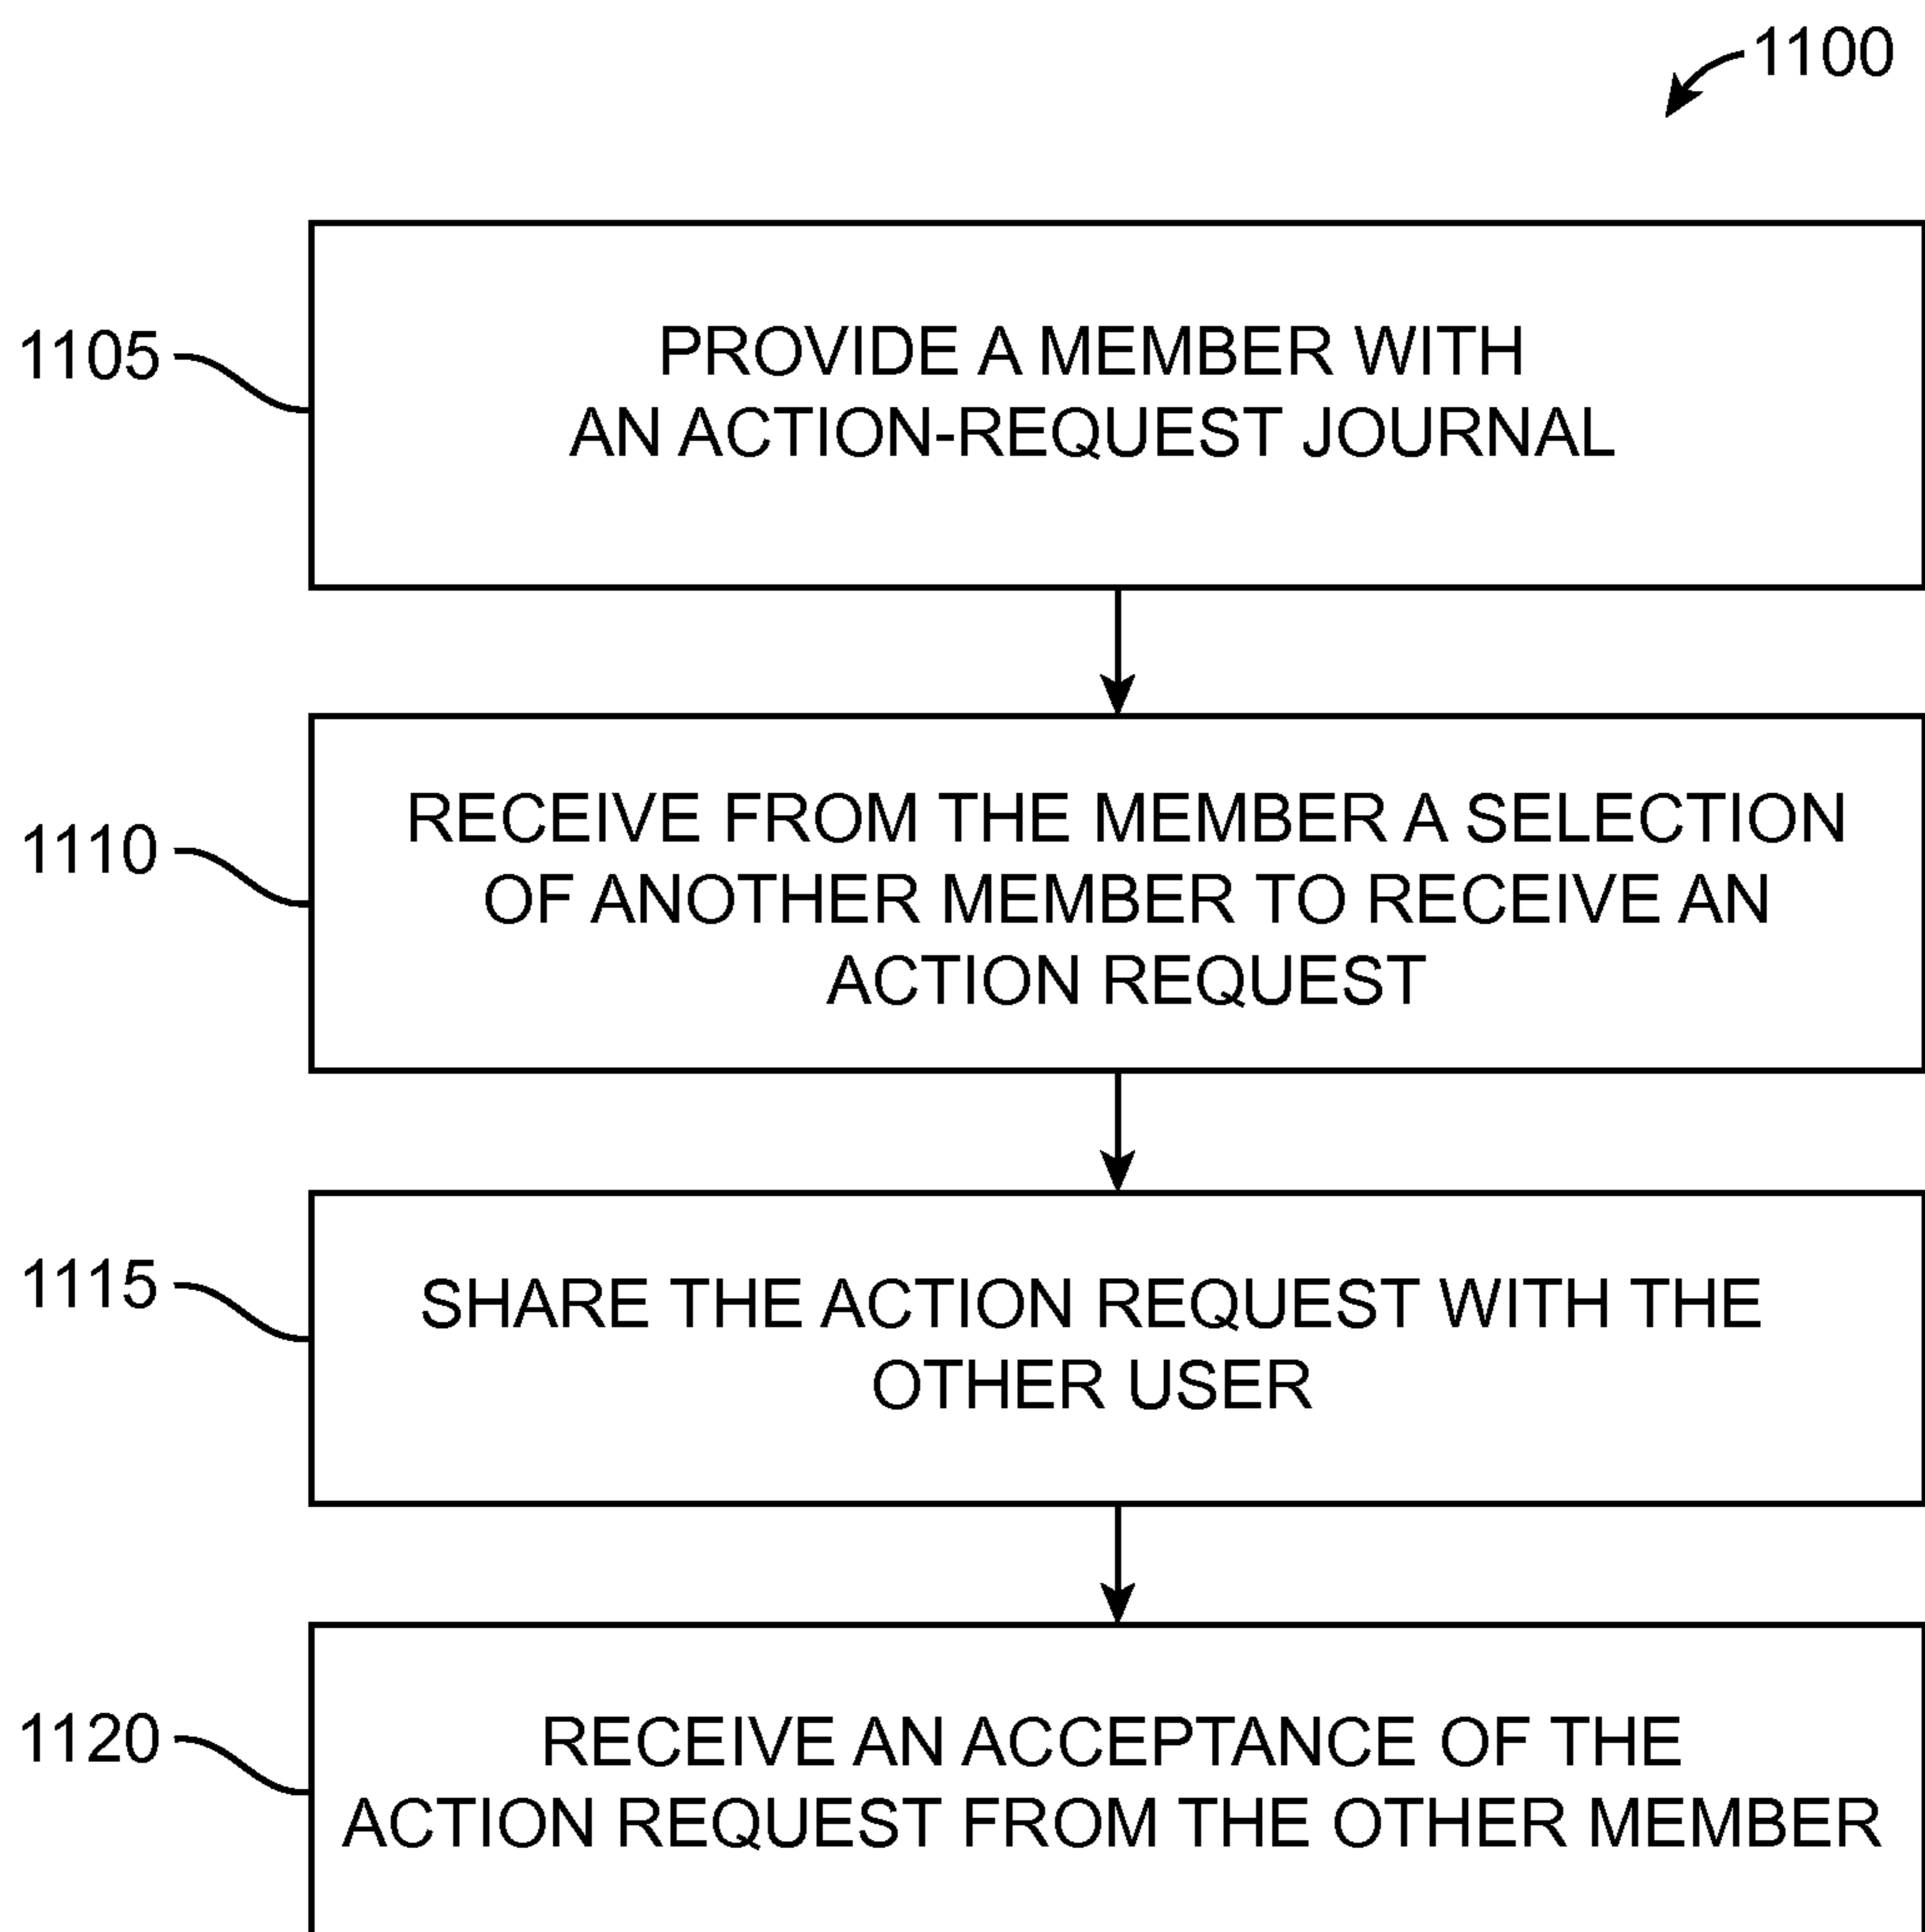 1100
1105
PROVIDE A MEMBER WITH
AN ACTION-REQUEST JOURNAL
1110
RECEIVE FROM THE MEMBER A SELECTION
OF ANOTHER MEMBER TO RECEIVE AN
ACTION REQUEST
1115
SHARE THE ACTION REQUEST WITH THE
OTHER USER
1120
RECEIVE AN ACCEPTANCE OF THE
ACTION REQUEST FROM THE OTHER MEMBER